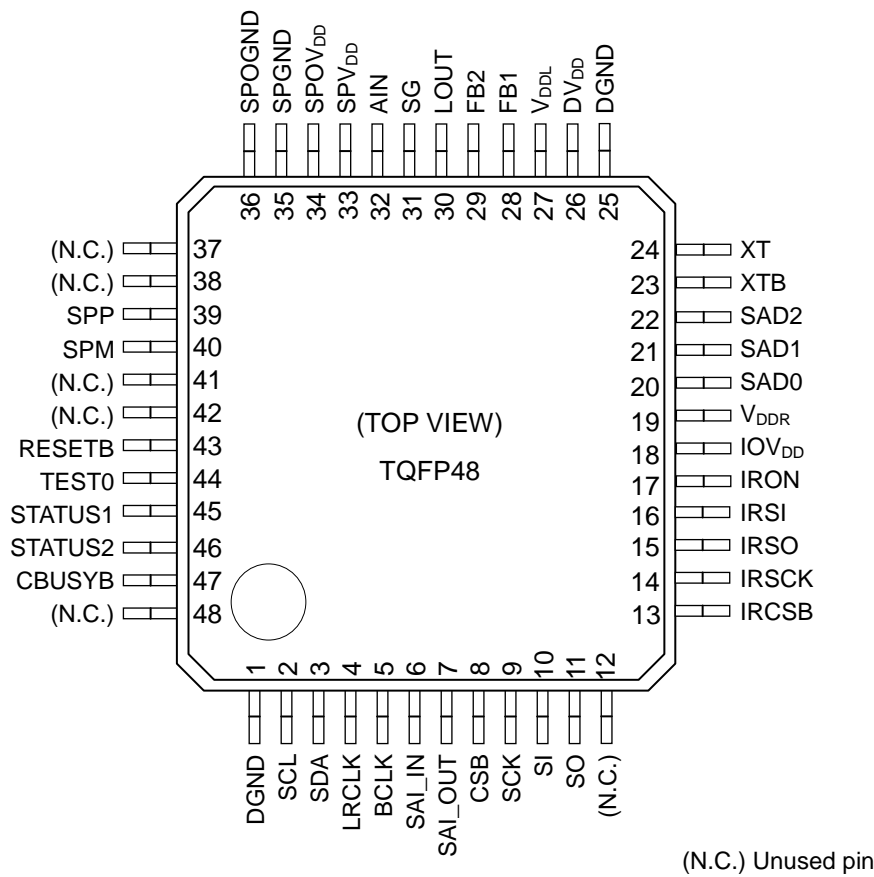 SPOGND
SPGND
SPOVDD
SPVDD
AIN
SG
LOUT
FB2
FB1
VDDL
DVDD
DGND
36 35 34 33 32 31 30 29 28 27 26 25
(N.C.) 37
(N.C.) 38
SPP 39
SPM 40
(N.C.) 41
(N.C.) 42
RESETB 43
TEST0 44
STATUS1 45
STATUS2 46
CBUSYB 47
(N.C.) 48
(TOP VIEW)
TQFP48
24 XT
23 XTB
22 SAD2
21 SAD1
20 SAD0
19 VDDR
18 IOVDD
17 IRON
16 IRSI
15 IRSO
14 IRSCK
13 IRCSB
1 2 3 4 5 6 7 8 9 10 11 12
DGND
SCL
SDA
LRCLK
BCLK
SAI_IN
SAI_OUT
CSB
SCK
SI
SO
(N.C.)
(N.C.) Unused pin